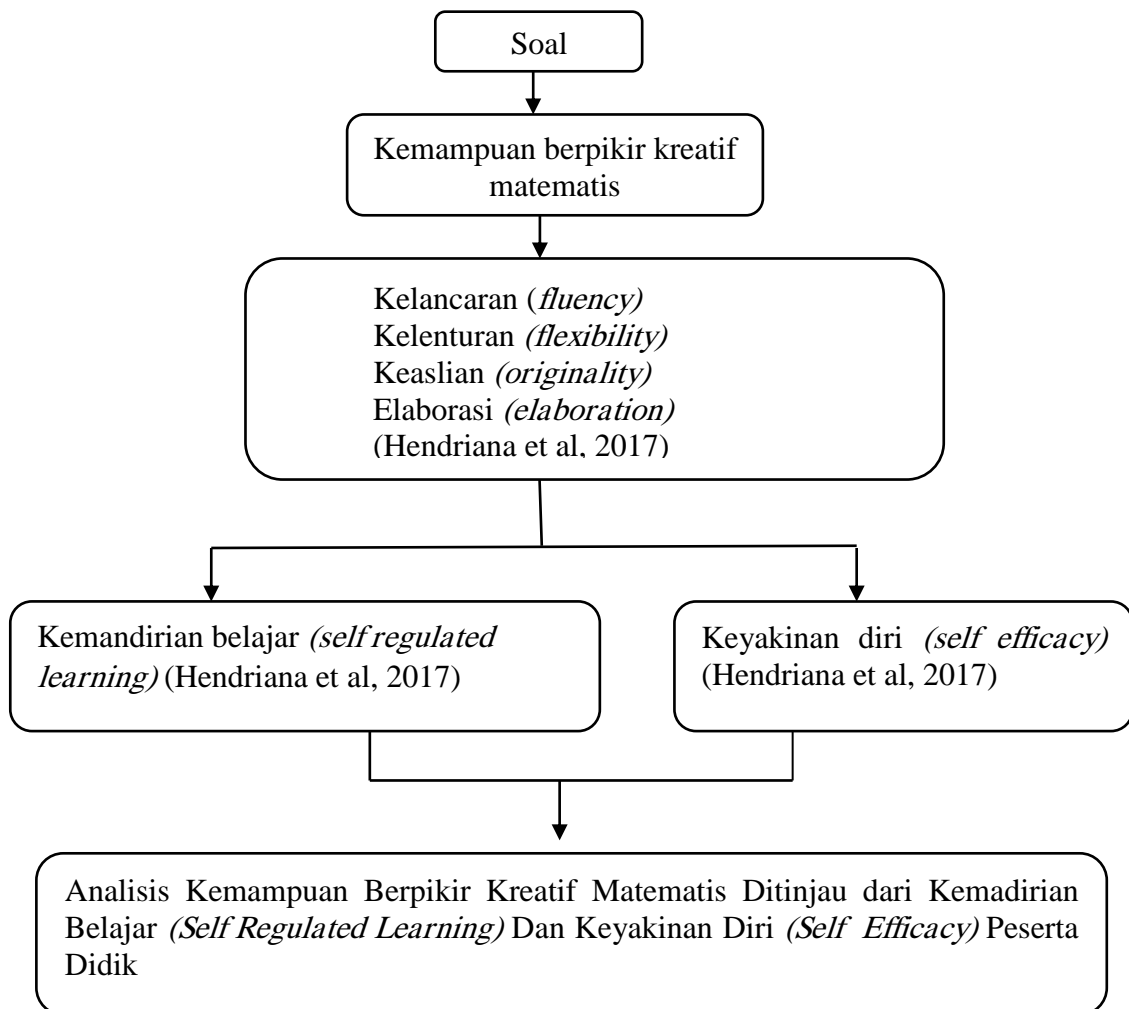 Soal
Kemampuan berpikir kreatif
matematis
Kelancaran (fluency)
Kelenturan (flexibility)
Keaslian (originality)
Elaborasi (elaboration)
(Hendriana et al, 2017)
Kemandirian belajar (self regulated
learning) (Hendriana et al, 2017)
Keyakinan diri (self efficacy)
(Hendriana et al, 2017)
Analisis Kemampuan Berpikir Kreatif Matematis Ditinjau dari Kemadirian
Belajar (Self Regulated Learning) Dan Keyakinan Diri (Self Efficacy) Peserta
Didik